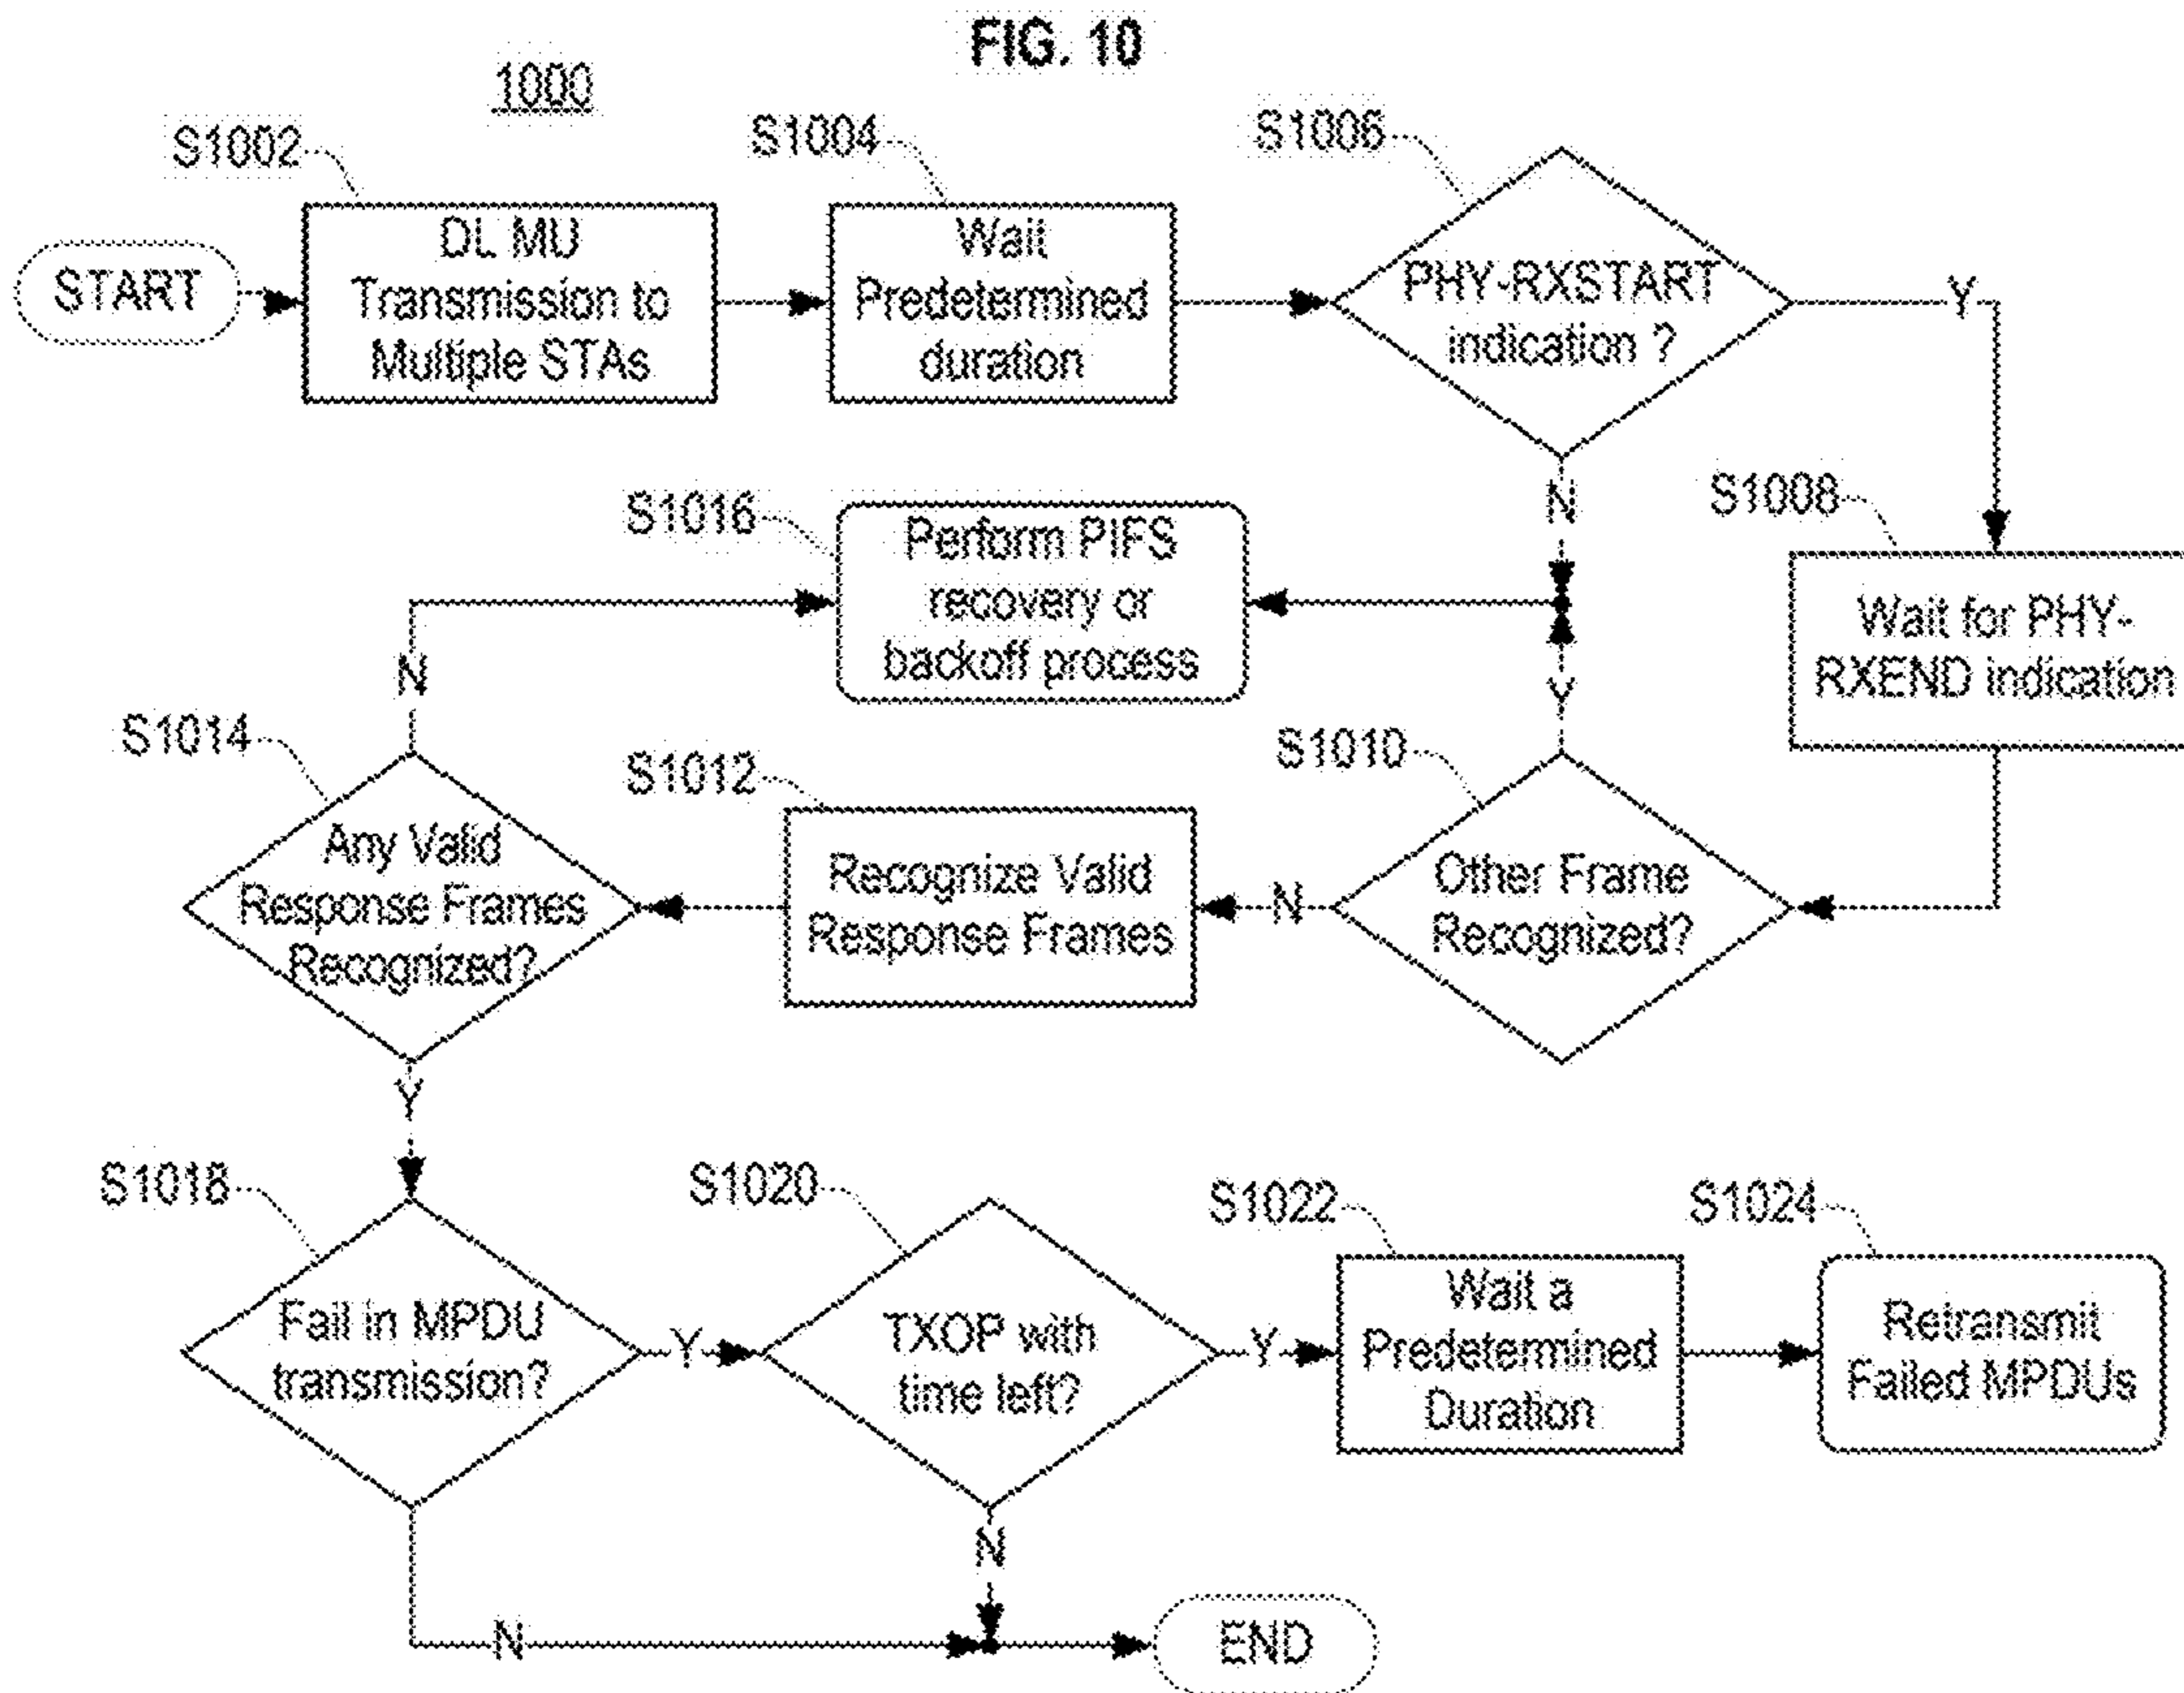 FIG. 10
1000
S1002
S1004
S1006
START
DL MU
Transmission to
Multiple STAs
Wait
Predetermined
duration
PHY-RXSTART
indication ?
Y
N
S1008
Wait for PHY-
RXEND indication
S1016
Perform PIFS
recovery or
backoff process
N
Y
S1014
S1012
S1010
Any Valid
Response Frames
Recognized?
Recognize Valid
Response Frames
N
Other Frame
Recognized?
Y
S1018
S1020
S1022
S1024
Fail in MPDU
transmission?
Y
TXOP with
time left?
Y
Wait a
Predetermined
Duration
Retransmit
Failed MPDUs
N
N
END